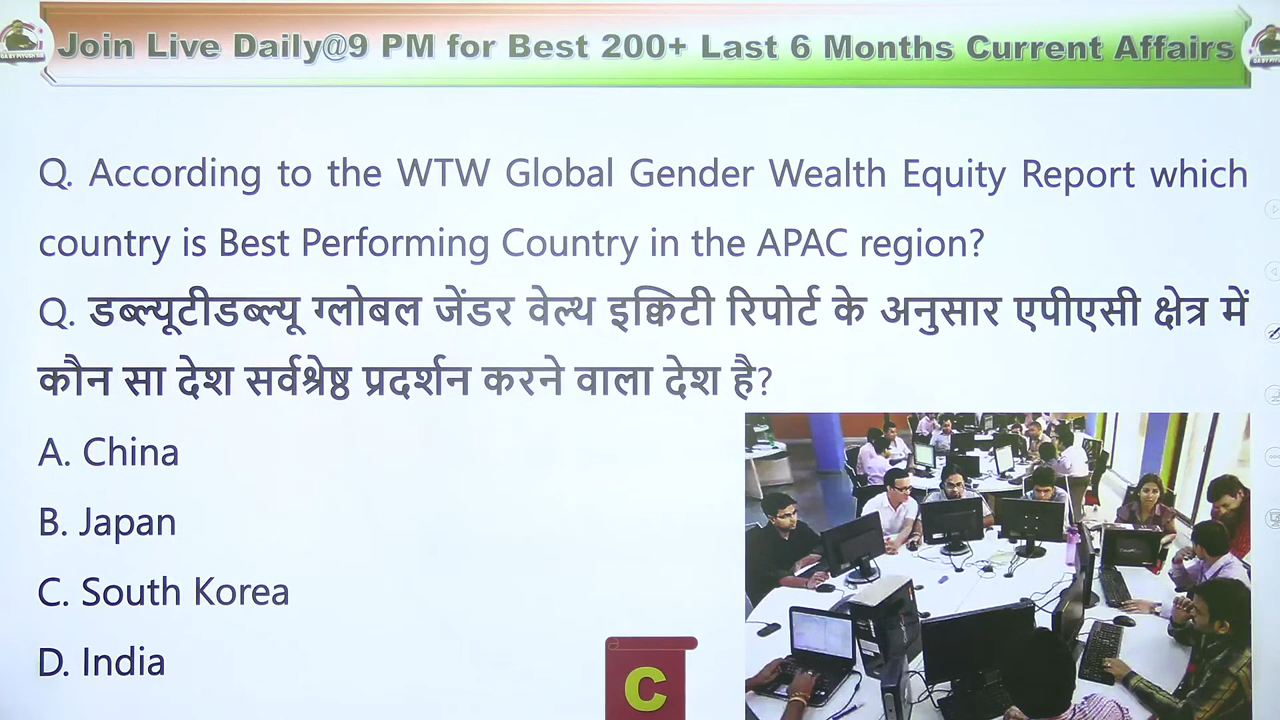 Join Live Daily@9 PM for Best 200+ Last 6 Months Current Affairs
Q. According to the WTW Global Gender Wealth Equity Report which
country is Best Performing Country in the APAC region?
Q. डब्ल्यूटीडब्ल्यू ग्लोबल जेंडर वेल्थ इक्विटी रिपोर्ट के अनुसार एपीएसी क्षेत्र में
कौन सा देश सर्वश्रेष्ठ प्रदर्शन करने वाला देश है?
A. China
B. Japan
C. South Korea
D. India
C